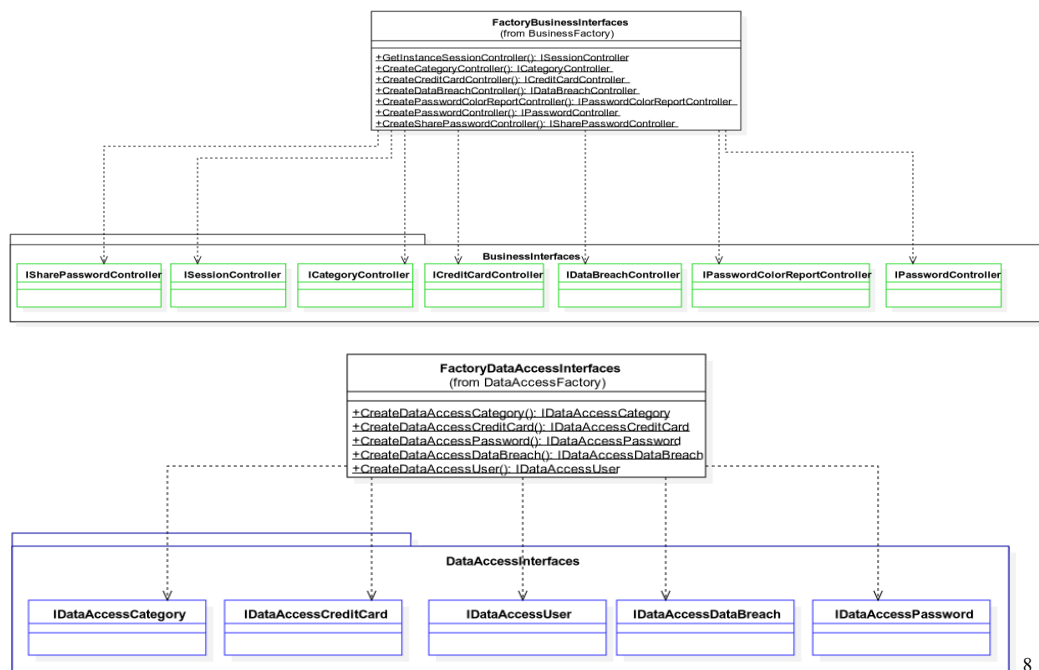 FactoryBusinessInterfaces
(from BusinessFactory)
+GetInstanceSessionController(): ISessionController
+CreateCategoryController(): ICategoryController
+CreateCreditCardController(): ICreditCardController
+CreateDataBreachController(): IDataBreachController
+CreatePasswordColorReportController(): IPasswordColorReportController
+CreatePasswordController(): IPasswordController
+CreateSharePasswordController(): ISharePasswordController
BusinessInterfaces
ISharePasswordController
ISessionController
ICategoryController
ICreditCardController
IDataBreachController
IPasswordColorReportController
IPasswordController
FactoryDataAccessInterfaces
(from DataAccessFactory)
+CreateDataAccessCategory(): IDataAccessCategory
+CreateDataAccessCreditCard(): IDataAccessCreditCard
+CreateDataAccessPassword(): IDataAccessPassword
+CreateDataAccessDataBreach(): IDataAccessDataBreach
+CreateDataAccessUser(): IDataAccessUser
DataAccessInterfaces
IDataAccessCategory
IDataAccessCreditCard
IDataAccessUser
IDataAccessDataBreach
IDataAccessPassword
8